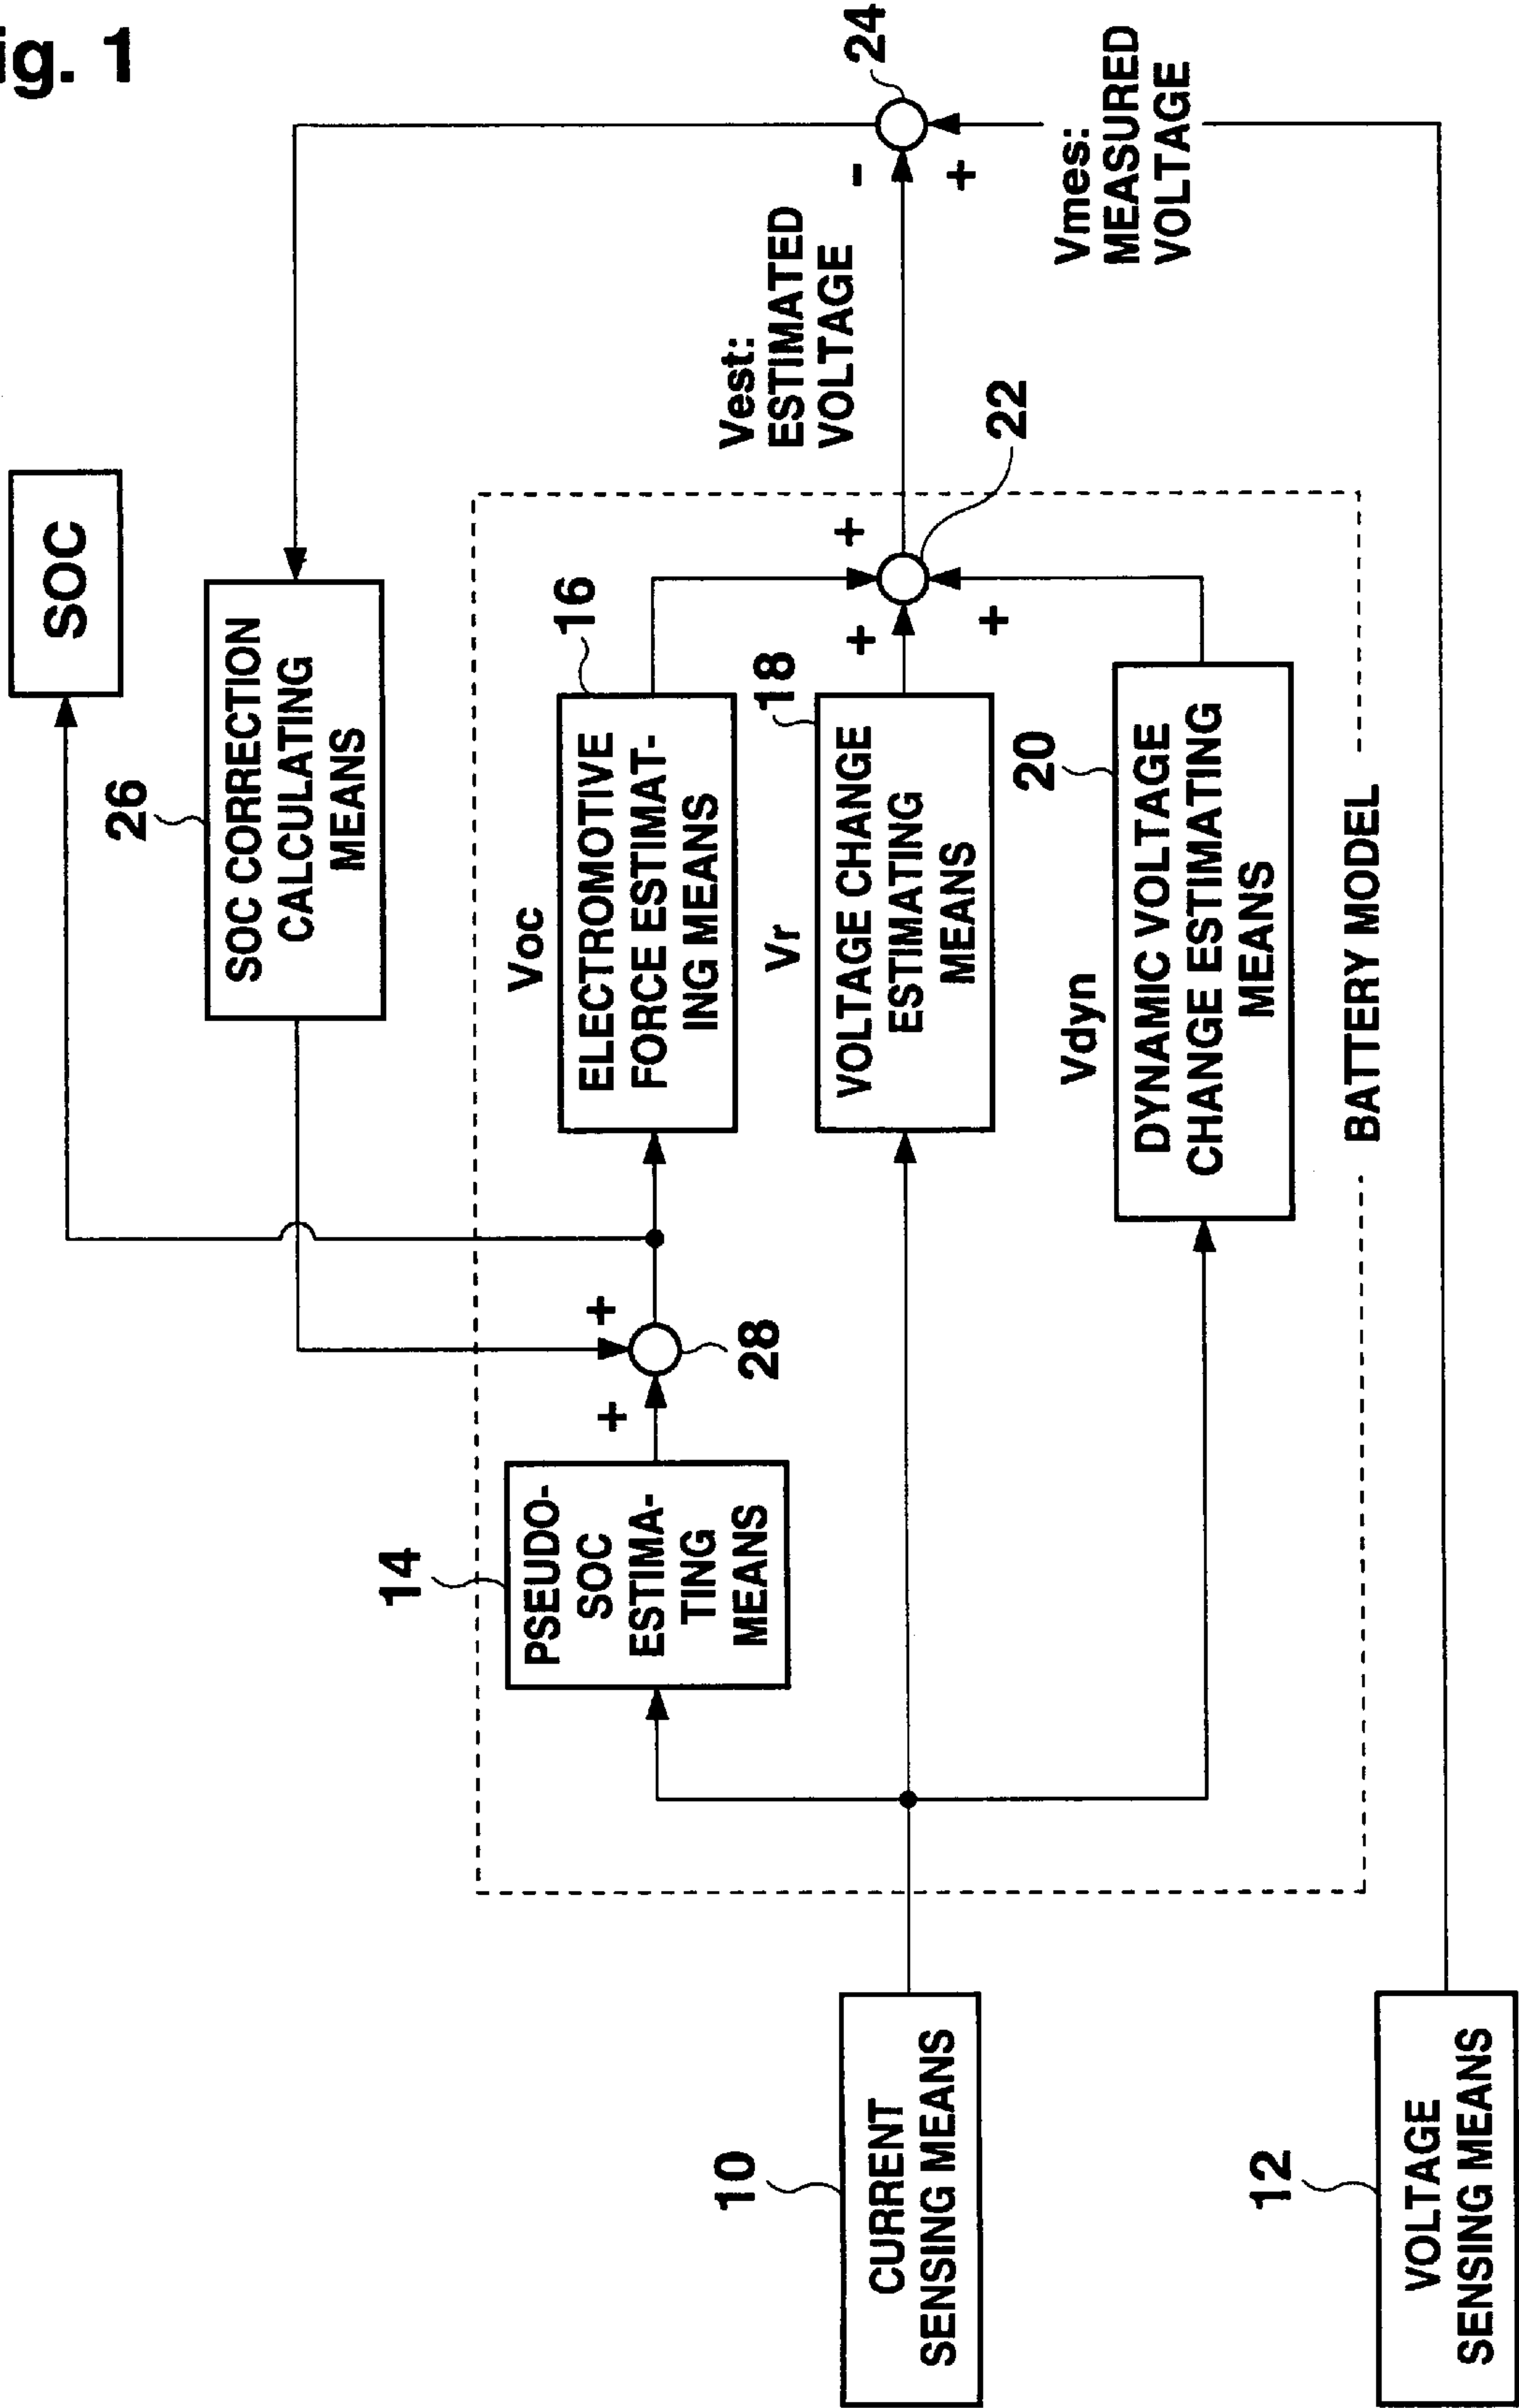 Fig. 1
SOC
26
SOC CORRECTION
CALCULATING
MEANS
14
PSEUDO-
SOC
ESTIMA-
TING
MEANS
+
+
28
Voc
16
ELECTROMOTIVE
FORCE ESTIMAT-
ING MEANS
Vr
18
VOLTAGE CHANGE
ESTIMATING
MEANS
Vdyn
20
DYNAMIC VOLTAGE
CHANGE ESTIMATING
MEANS
+
+
+
22
Vest:
ESTIMATED
VOLTAGE
-
+
24
Vmes:
MEASURED
VOLTAGE
BATTERY MODEL
10
CURRENT
SENSING MEANS
12
VOLTAGE
SENSING MEANS